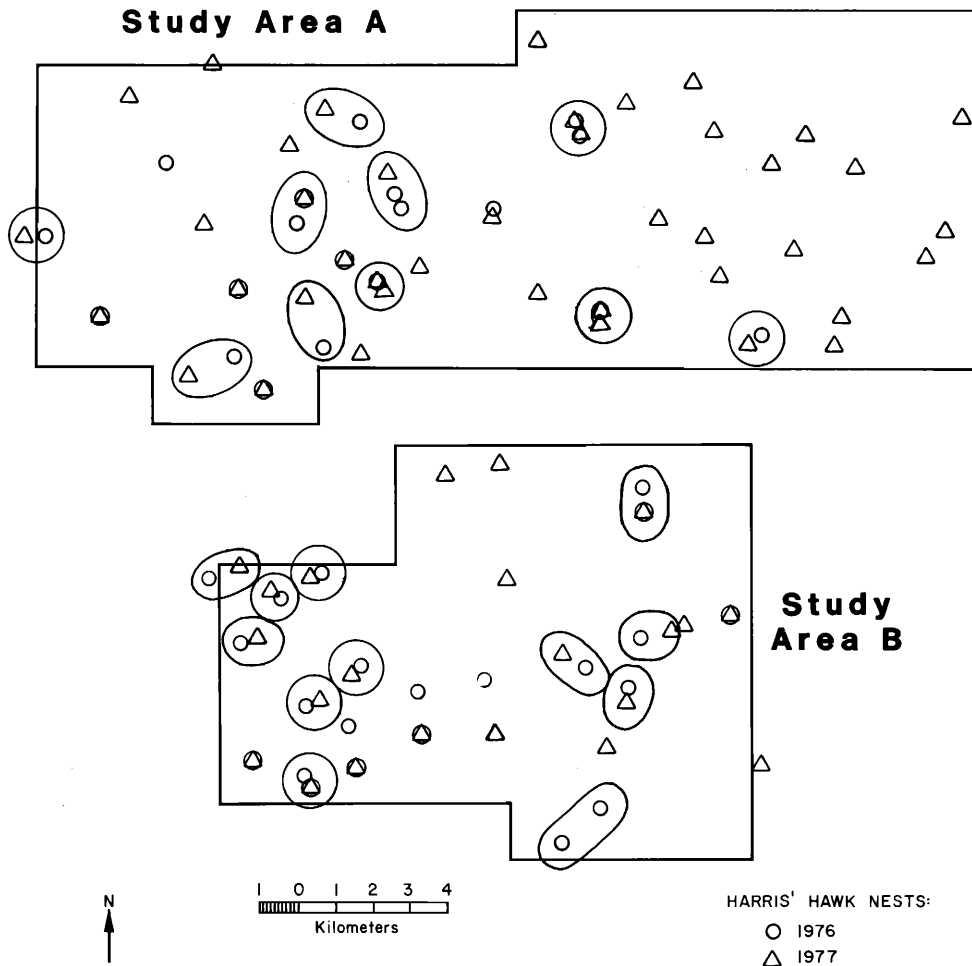 Study Area A
Study
Area B
N
1 0 1 2 3 4
Kilometers
HARRIS' HAWK NESTS:
1976
1977